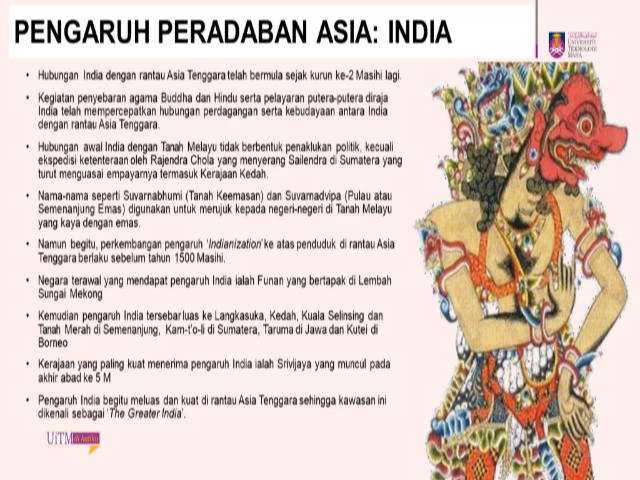 PENGARUH PERADABAN ASIA: INDIA
UNIVERSITI
TEKNOLOGI
MARA
• Hubungan India dengan rantau Asia Tenggara telah bermula sejak kurun ke-2 Masihi lagi.
• Kegiatan penyebaran agama Buddha dan Hindu serta pelayaran putera-putera diraja
India telah mempercepatkan hubungan perdagangan serta kebudayaan antara India
dengan rantau Asia Tenggara.
• Hubungan awal India dengan Tanah Melayu tidak berbentuk penaklukan politik, kecuali
ekspedisi ketenteraan oleh Rajendra Chola yang menyerang Sailendra di Sumatera yang
turut menguasai empayarnya termasuk Kerajaan Kedah.
• Nama-nama seperti Suvarnabhumi (Tanah Keemasan) dan Suvarnadvipa (Pulau atau
Semenanjung Emas) digunakan untuk merujuk kepada negeri-negeri di Tanah Melayu
yang kaya dengan emas.
• Namun begitu, perkembangan pengaruh 'Indianization' ke atas penduduk di rantau Asia
Tenggara berlaku sebelum tahun 1500 Masihi.
• Negara terawal yang mendapat pengaruh India ialah Funan yang bertapak di Lembah
Sungai Mekong
• Kemudian pengaruh India tersebar luas ke Langkasuka, Kedah, Kuala Selinsing dan
Tanah Merah di Semenanjung, Kam-t'o-li di Sumatera, Taruma di Jawa dan Kutei di
Borneo
• Kerajaan yang paling kuat menerima pengaruh India ialah Srivijaya yang muncul pada
akhir abad ke 5 M
• Pengaruh India begitu meluas dan kuat di rantau Asia Tenggara sehingga kawasan ini
dikenali sebagai 'The Greater India'.
UiTM di hatiku